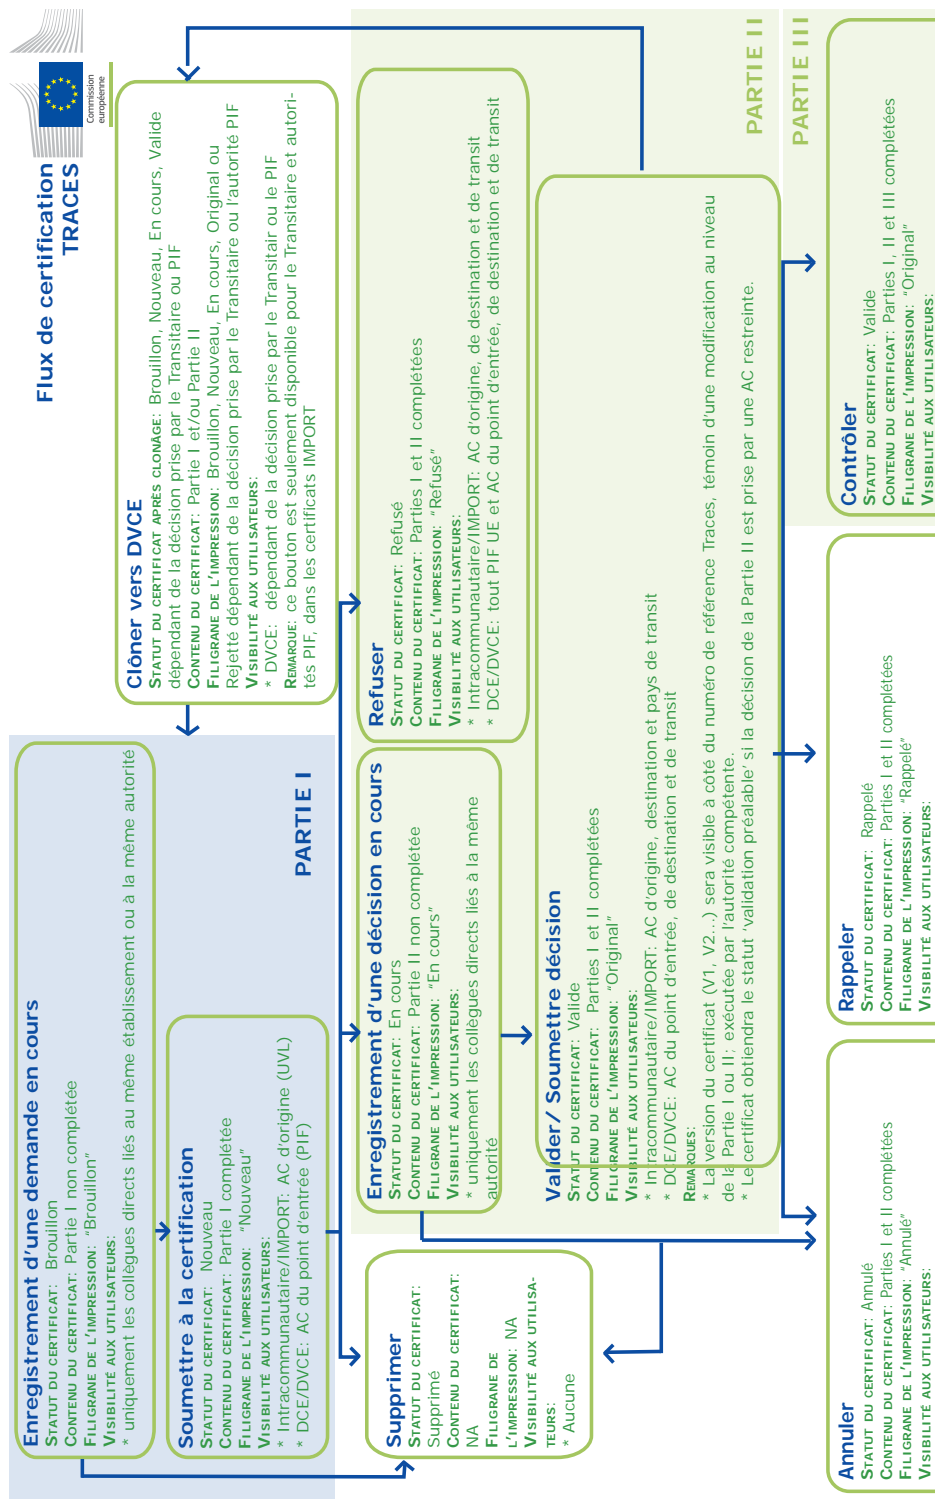 Flux de certification
TRACES
Commission
européenne
Enregistrement d'une demande en cours
STATUT DU CERTIFICAT: Brouillon
CONTENU DU CERTIFICAT: Partie I non complétée
FILIGRANE DE L'IMPRESSION: "Brouillon"
VISIBILITÉ AUX UTILISATEURS:
* uniquement les collègues directs liés au même établissement ou à la même autorité
Soumettre à la certification
STATUT DU CERTIFICAT: Nouveau
CONTENU DU CERTIFICAT: Partie I complétée
FILIGRANE DE L'IMPRESSION: "Nouveau"
VISIBILITÉ AUX UTILISATEURS:
* Intracommunautaire/IMPORT: AC d'origine (UVL)
* DCE/DVCE: AC du point d'entrée (PIF)
PARTIE I
Clôner vers DVCE
STATUT DU CERTIFICAT APRÈS CLONÂGE: Brouillon, Nouveau, En cours, Valide
dépendant de la décision prise par le Transitaire ou PIF
CONTENU DU CERTIFICAT: Partie I et/ou Partie II
FILIGRANE DE L'IMPRESSION: Brouillon, Nouveau, En cours, Original ou
Rejetté dépendant de la décision prise par le Transitaire ou l'autorité PIF
VISIBILITÉ AUX UTILISATEURS:
* DVCE: dépendant de la décision prise par le Transitair ou le PIF
REMARQUE: ce bouton est seulement disponible pour le Transitaire et autori-
tés PIF, dans les certificats IMPORT
Supprimer
STATUT DU CERTIFICAT:
Supprimé
CONTENU DU CERTIFICAT:
NA
FILIGRANE DE
L'IMPRESSION: NA
VISIBILITÉ AUX UTILISA-
TEURS:
* Aucune
Enregistrement d'une décision en cours
STATUT DU CERTIFICAT: En cours
CONTENU DU CERTIFICAT: Partie II non complétée
FILIGRANE DE L'IMPRESSION: "En cours"
VISIBILITÉ AUX UTILISATEURS:
* uniquement les collègues directs liés à la même
autorité
Refuser
STATUT DU CERTIFICAT: Refusé
CONTENU DU CERTIFICAT: Parties I et II complétées
FILIGRANE DE L'IMPRESSION: "Refusé"
VISIBILITÉ AUX UTILISATEURS:
* Intracommunautaire/IMPORT: AC d'origine, de destination et de transit
* DCE/DVCE: tout PIF UE et AC du point d'entrée, de destination et de transit
Valider/ Soumettre décision
STATUT DU CERTIFICAT: Valide
CONTENU DU CERTIFICAT: Parties I et II complétées
FILIGRANE DE L'IMPRESSION: "Original"
VISIBILITÉ AUX UTILISATEURS:
* Intracommunautaire/IMPORT: AC d'origine, destination et pays de transit
* DCE/DVCE: AC du point d'entrée, de destination et de transit
REMARQUES:
* La version du certificat (V1, V2...) sera visible à côté du numéro de référence Traces, témoin d'une modification au niveau
de la Partie I ou II; exécutée par l'autorité compétente.
* Le certificat obtiendra le statut 'validation préalable' si la décision de la Partie II est prise par une AC restreinte.
PARTIE II
PARTIE III
Annuler
STATUT DU CERTIFICAT: Annulé
CONTENU DU CERTIFICAT: Parties I et II complétées
FILIGRANE DE L'IMPRESSION: "Annulé"
VISIBILITÉ AUX UTILISATEURS:
Rappeler
STATUT DU CERTIFICAT: Rappelé
CONTENU DU CERTIFICAT: Parties I et II complétées
FILIGRANE DE L'IMPRESSION: "Rappelé"
VISIBILITÉ AUX UTILISATEURS:
Contrôler
STATUT DU CERTIFICAT: Valide
CONTENU DU CERTIFICAT: Parties I, II et III complétées
FILIGRANE DE L'IMPRESSION: "Original"
VISIBILITÉ AUX UTILISATEURS: